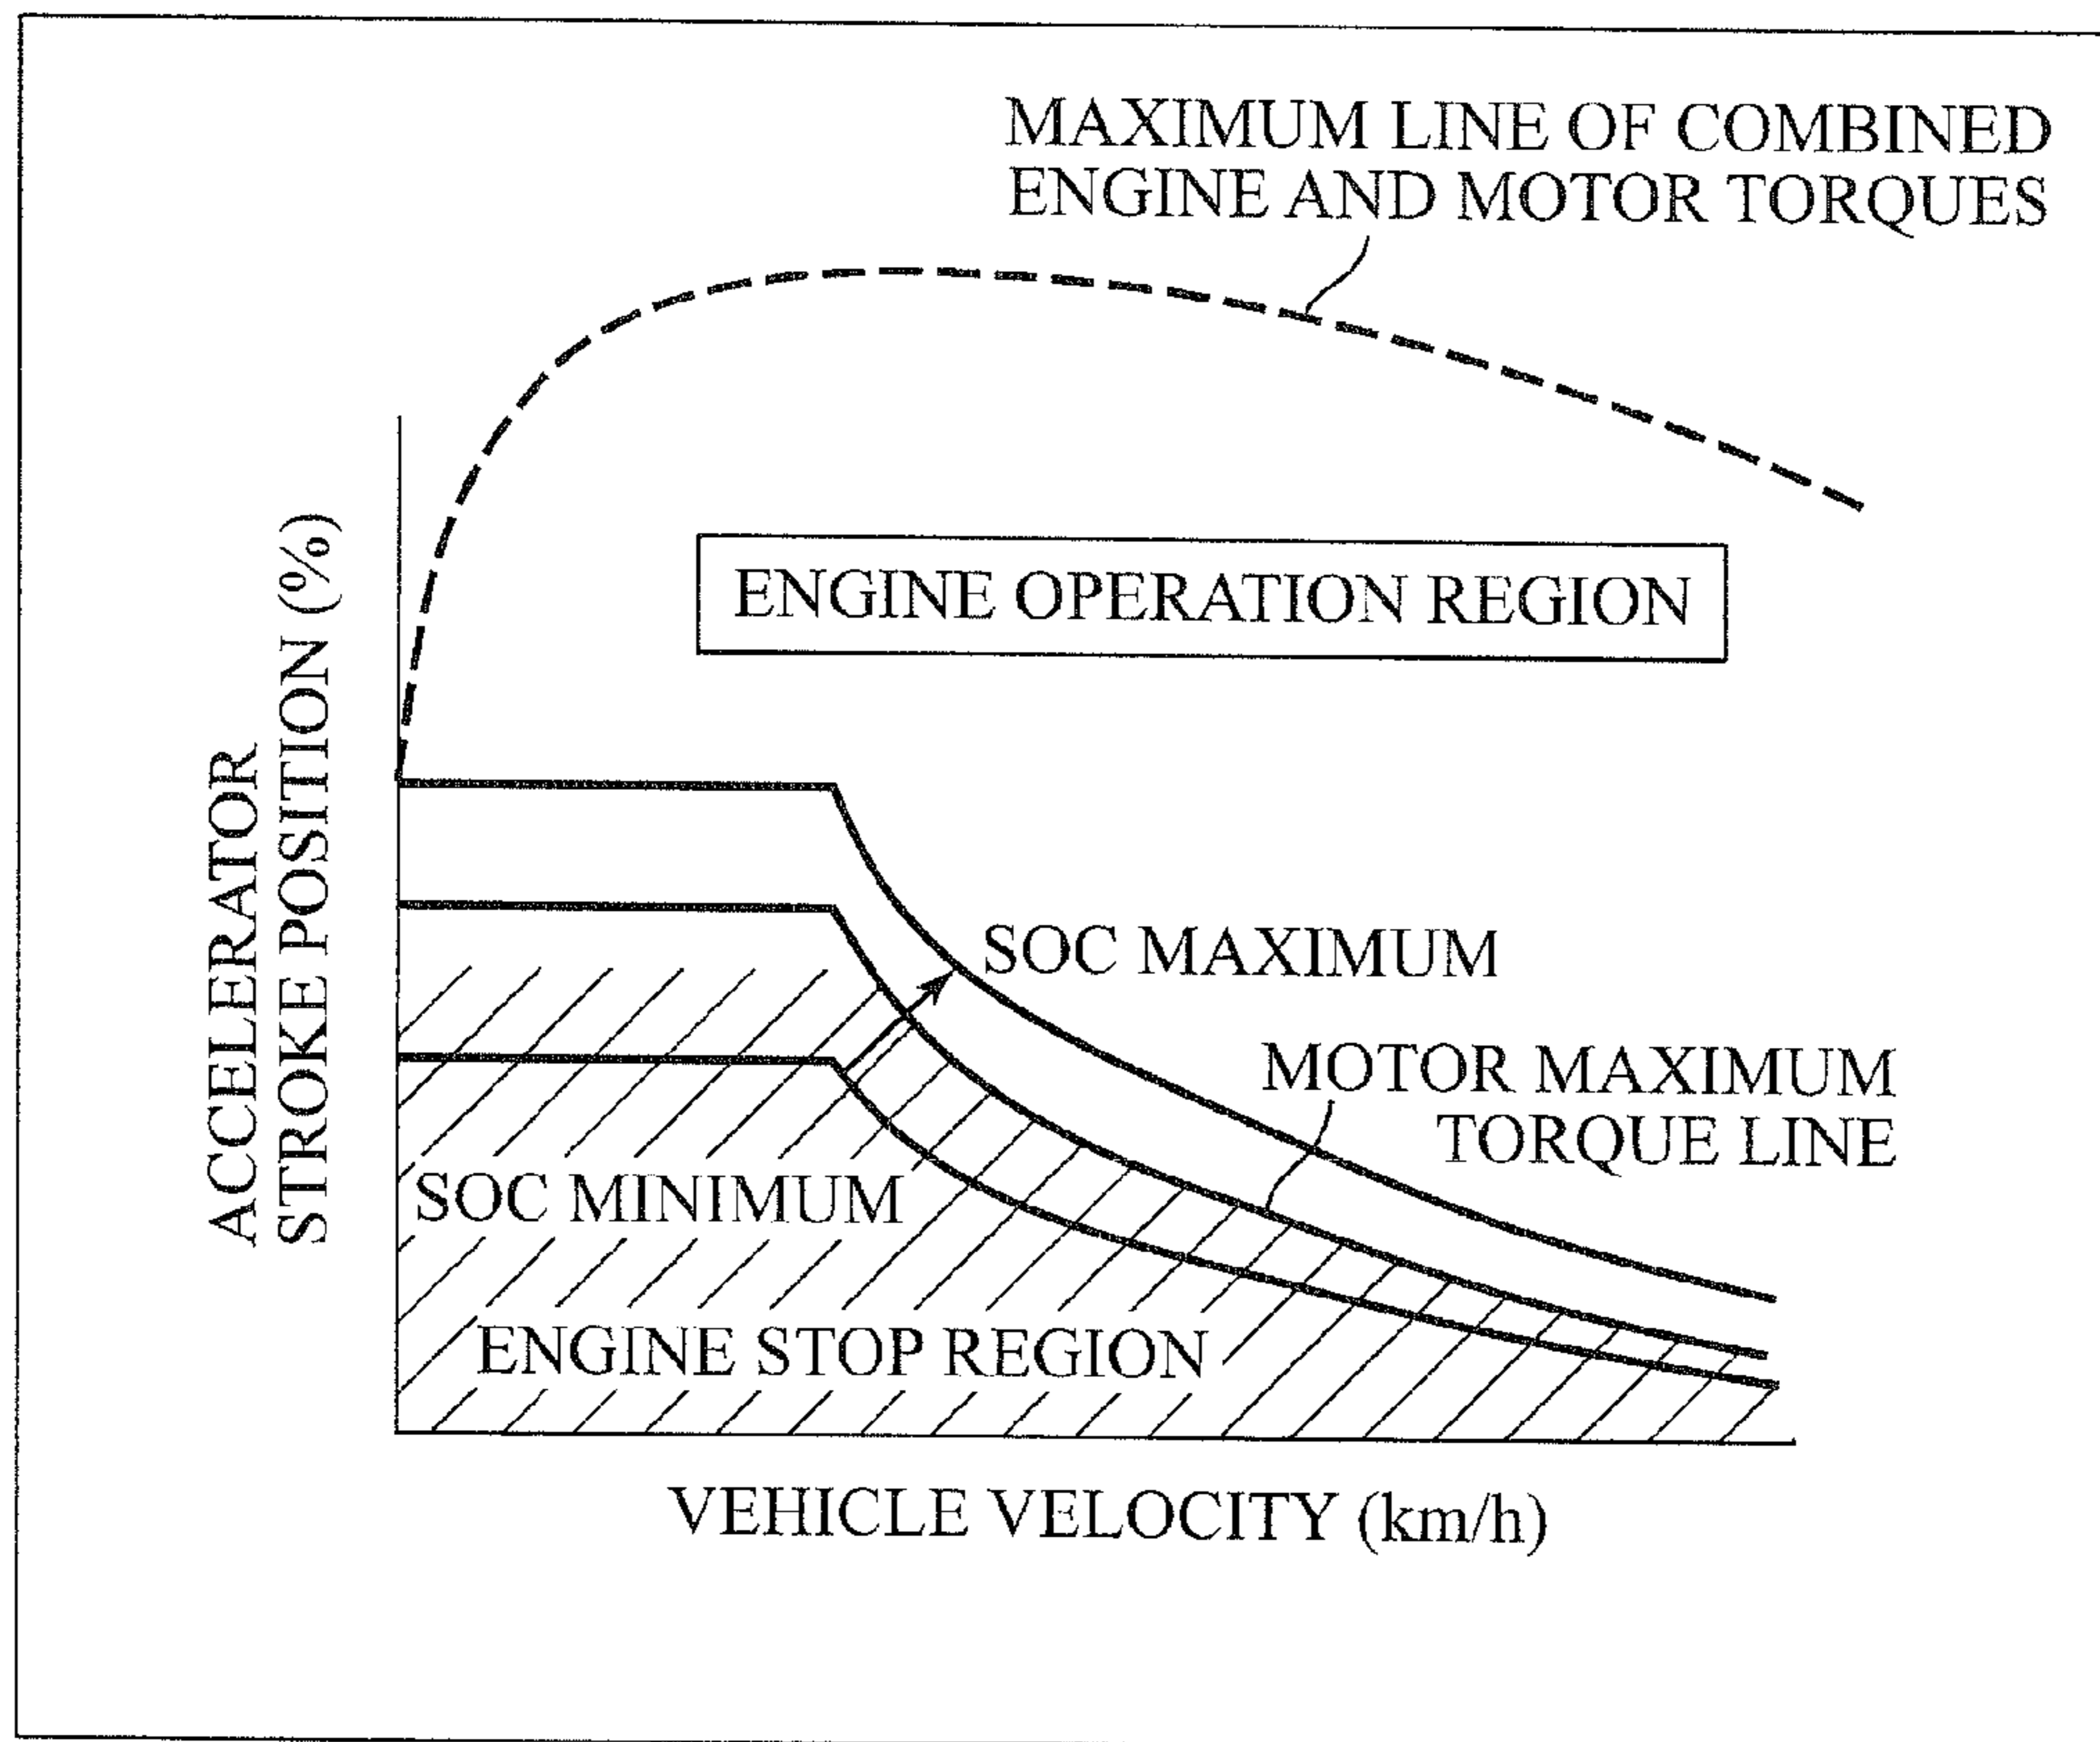 MAXIMUM LINE OF COMBINED
ENGINE AND MOTOR TORQUES
ENGINE OPERATION REGION
ACCELERATOR
STROKE POSITION (%)
SOC MAXIMUM
MOTOR MAXIMUM
TORQUE LINE
SOC MINIMUM
ENGINE STOP REGION
VEHICLE VELOCITY (km/h)